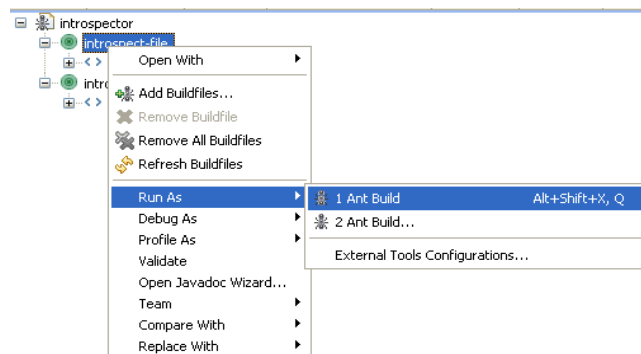 introspector
introspect-file
Open With
intro
Add Buildfiles...
Remove Buildfile
Remove All Buildfiles
Refresh Buildfiles
Run As
1 Ant Build Alt+Shift+X, Q
Debug As
2 Ant Build...
Profile As
Validate
External Tools Configurations...
Open Javadoc Wizard...
Team
Compare With
Replace With